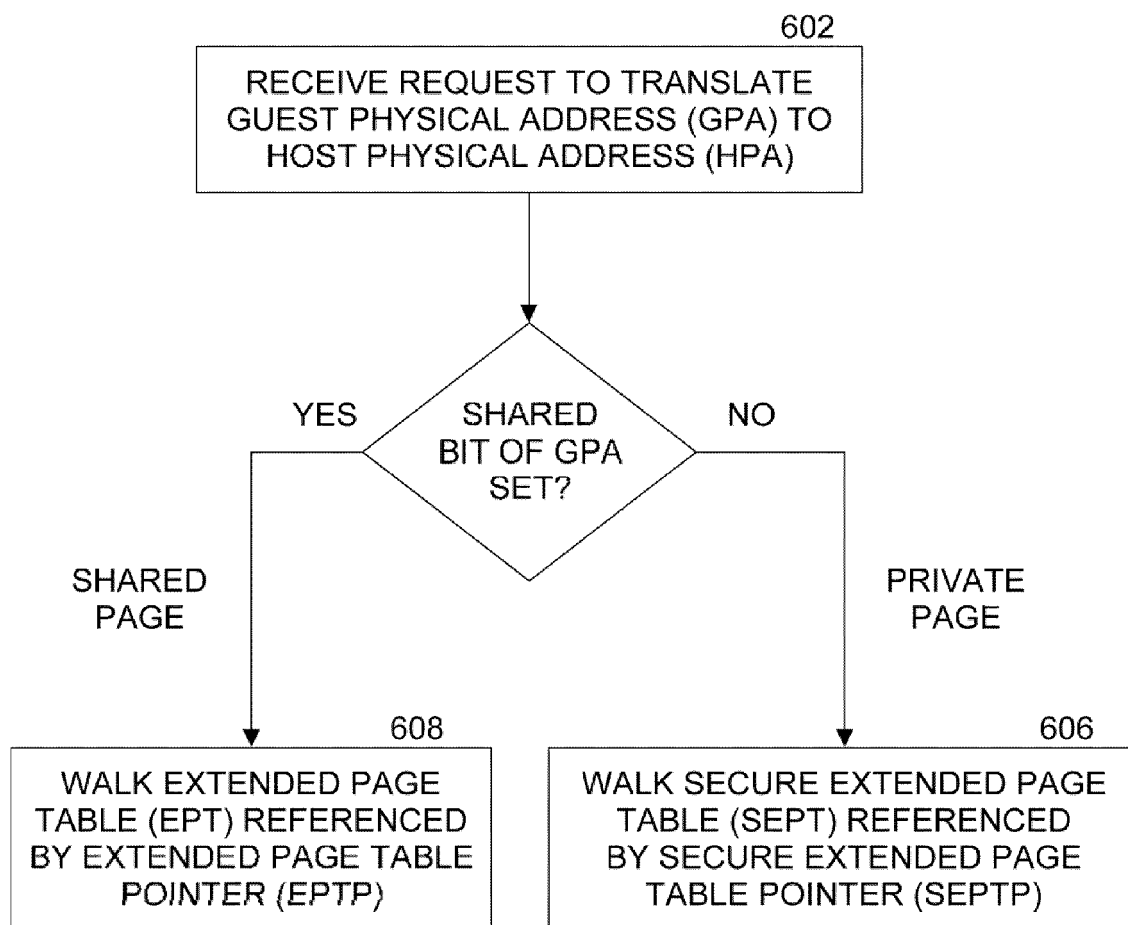 602
RECEIVE REQUEST TO TRANSLATE
GUEST PHYSICAL ADDRESS (GPA) TO
HOST PHYSICAL ADDRESS (HPA)
YES
SHARED
BIT OF GPA
SET?
NO
SHARED
PAGE
PRIVATE
PAGE
608
WALK EXTENDED PAGE
TABLE (EPT) REFERENCED
BY EXTENDED PAGE TABLE
POINTER (EPTP)
606
WALK SECURE EXTENDED PAGE
TABLE (SEPT) REFERENCED
BY SECURE EXTENDED PAGE
TABLE POINTER (SEPTP)